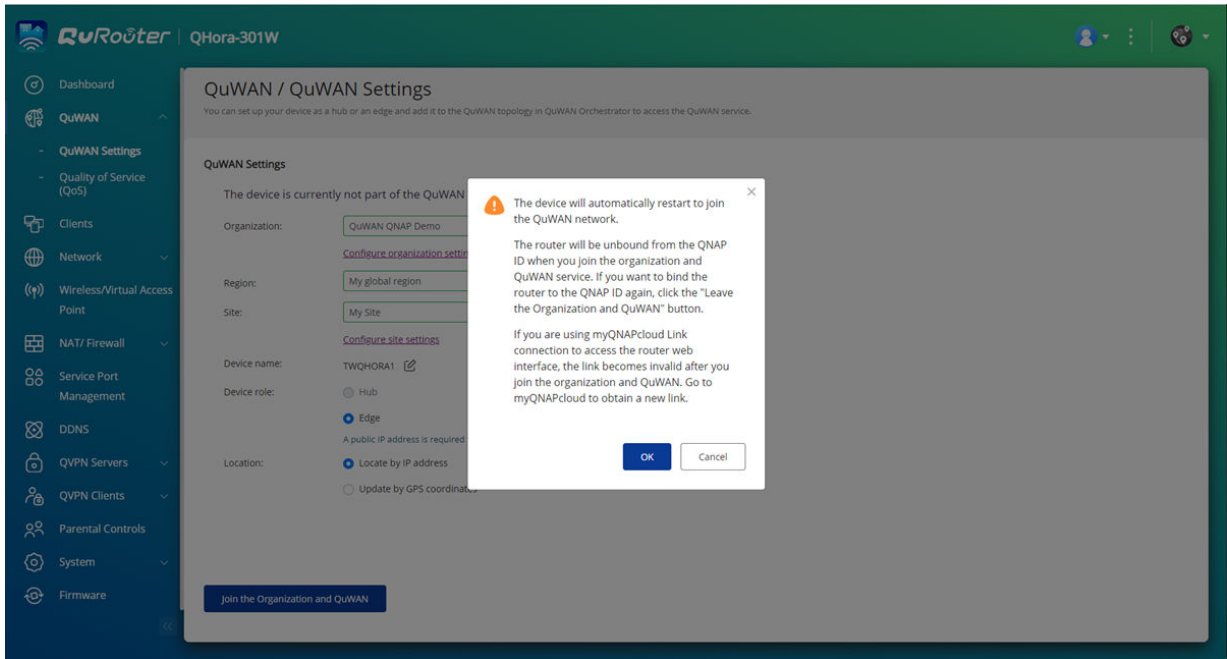 QuRoûter | QHora-301W
Dashboard
QuWAN
- QuWAN Settings
- Quality of Service
(QoS)
Clients
Network
Wireless/Virtual Access
Point
NAT/ Firewall
Service Port
Management
DDNS
QVPN Servers
QVPN Clients
Parental Controls
System
Firmware
QuWAN / QuWAN Settings
You can set up your device as a hub or an edge and add it to the QuWAN topology in QuWAN Orchestrator to access the QuWAN service.
QuWAN Settings
The device is currently not part of the QuWAN
Organization:
QuWAN QNAP Demo
Configure organization settin
Region:
My global region
Site:
My Site
Configure site settings
Device name:
TWQHORA1
Device role:
Hub
Edge
A public IP address is required
Location:
Locate by IP address
Update by GPS coordinates
Join the Organization and QuWAN
The device will automatically restart to join
the QuWAN network.
The router will be unbound from the QNAP
ID when you join the organization and
QuWAN service. If you want to bind the
router to the QNAP ID again, click the "Leave
the Organization and QuWAN" button.
If you are using myQNAPcloud Link
connection to access the router web
interface, the link becomes invalid after you
join the organization and QuWAN. Go to
myQNAPcloud to obtain a new link.
OK
Cancel